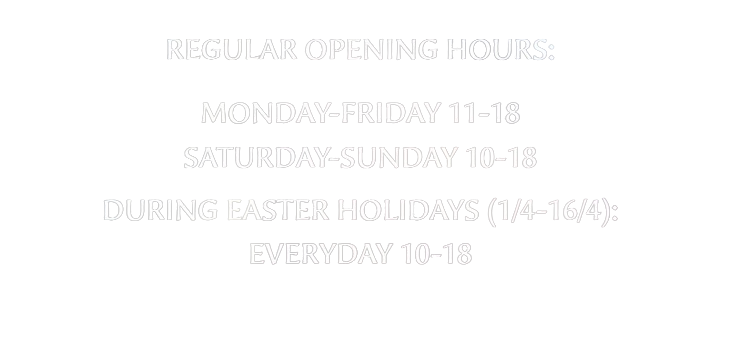 REGULAR OPENING HOURS:
MONDAY-FRIDAY 11-18
SATURDAY-SUNDAY 10-18
DURING EASTER HOLIDAYS (1/4-16/4):
EVERYDAY 10-18